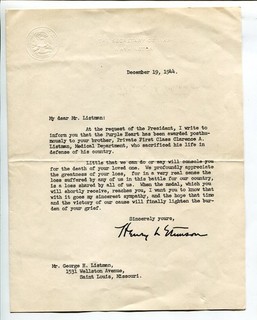 December 19, 1944.
My dear Mr. Listman:
At the request of the President, I write to
inform you that the Purple Heart has been awarded posthu-
mously to your brother, Private First Class Clarence A.
Listman, Medical Department, who sacrificed his life in
defense of his country.
Little that we can do or say will console you
for the death of your loved one. We profoundly appreciate
the greatness of your loss, for in a very real sense the
loss suffered by any of us in this battle for our country,
is a loss shared by all of us. When the medal, which you
will shortly receive, reaches you, I want you to know that
with it goes my sincerest sympathy, and the hope that time
and the victory of our cause will finally lighten the bur-
den of your grief.
Sincerely yours,
Henry L Stimson
Mr. George H. Listman,
1531 Wellston Avenue,
Saint Louis, Missouri.